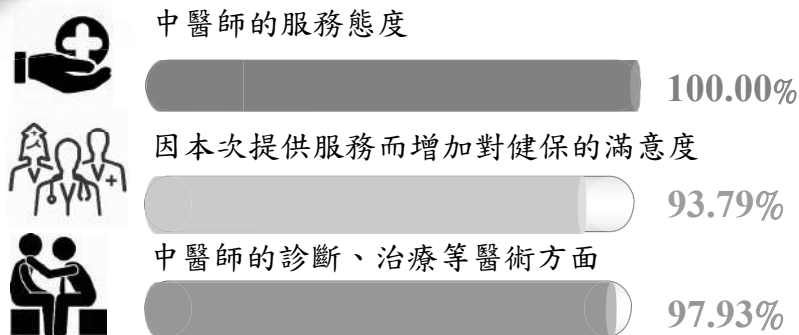 中醫師的服務態度
100.00%
因本次提供服務而增加對健保的滿意度
93.79%
中醫師的診斷、治療等醫術方面
97.93%